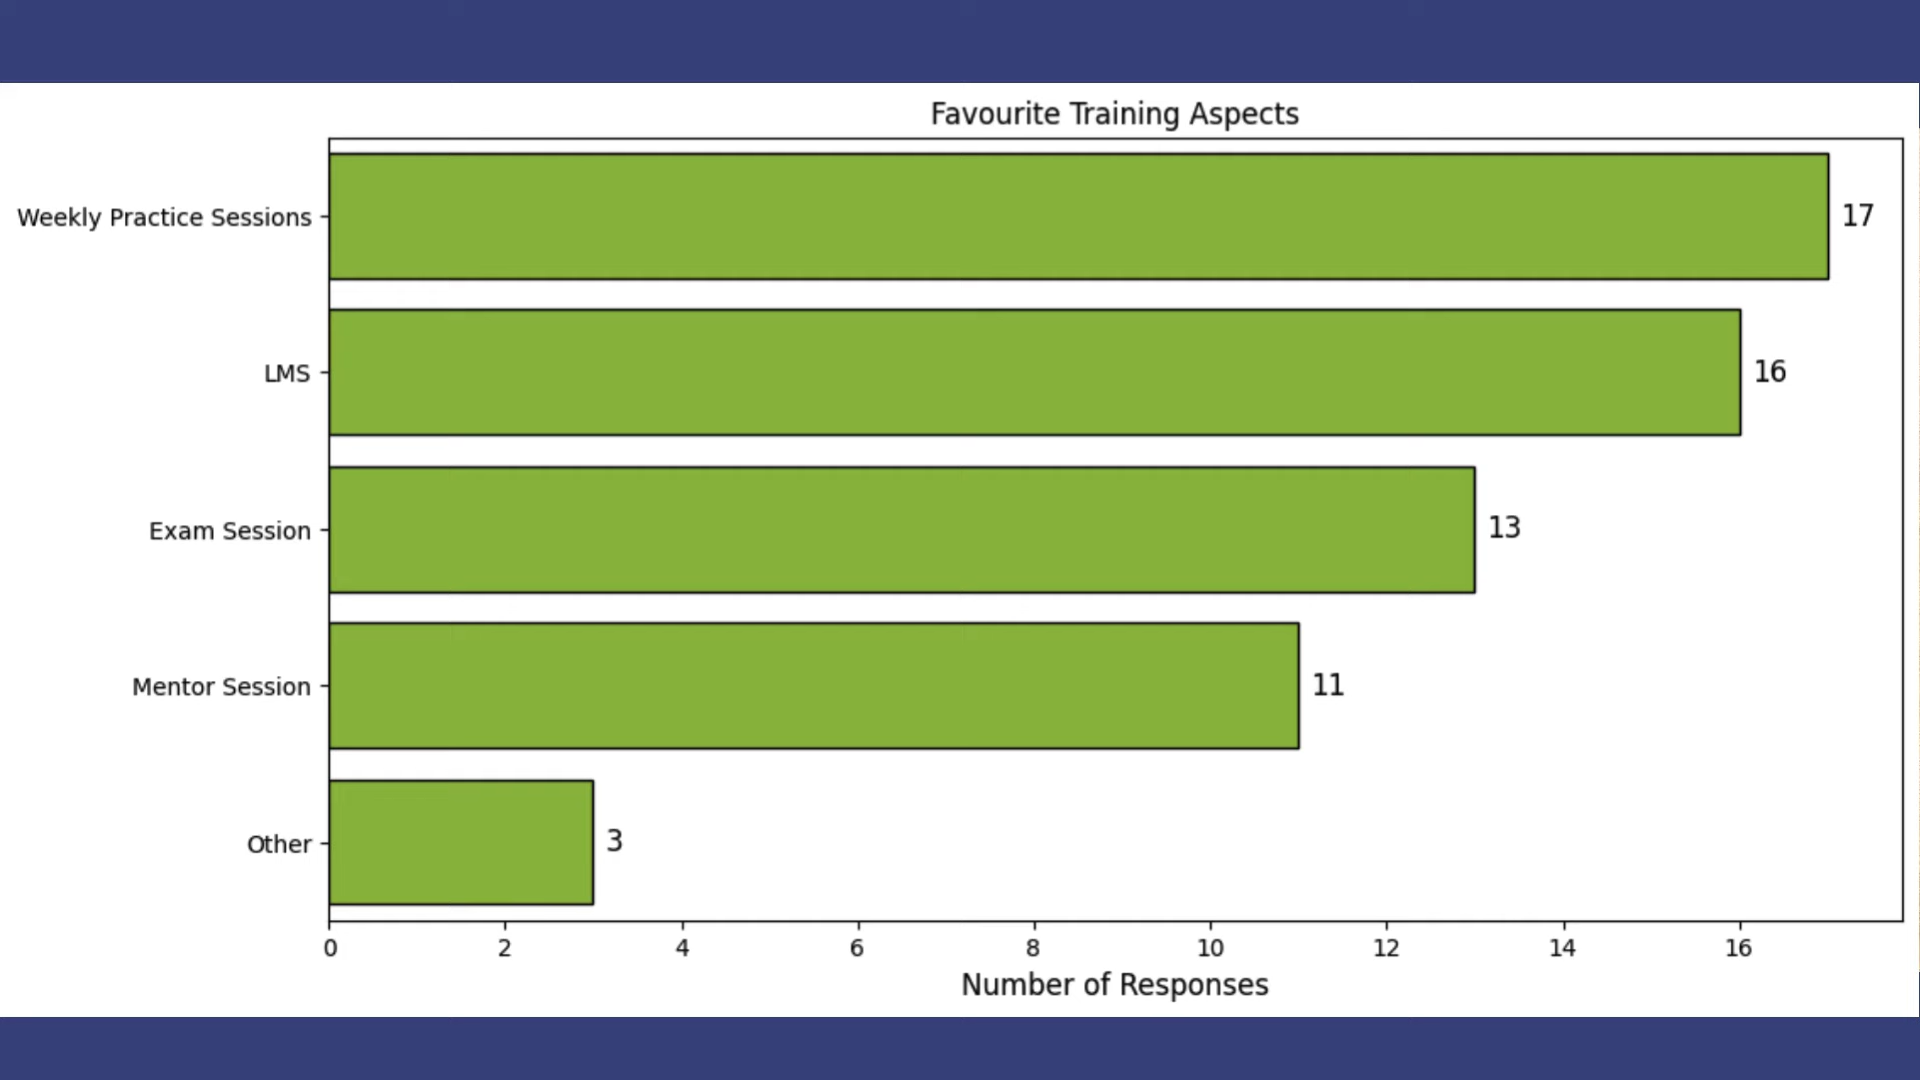 Favourite Training Aspects
Weekly Practice Sessions
17
LMS
16
Exam Session
13
Mentor Session
11
Other
3
0 2 4 6 8 10 12 14 16
Number of Responses